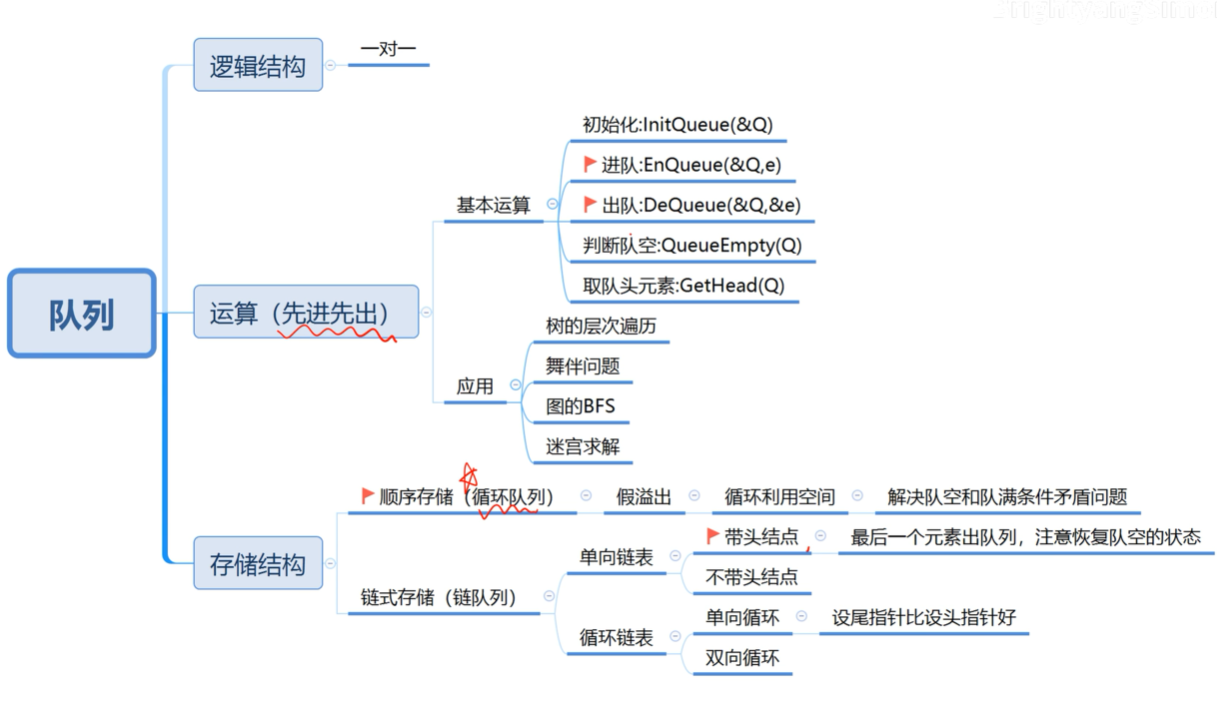 队列
逻辑结构
一对一
运算（先进先出）
基本运算
初始化:InitQueue(&Q)
进队:EnQueue(&Q,e)
出队:DeQueue(&Q,&e)
判断队空:QueueEmpty(Q)
取队头元素:GetHead(Q)
应用
树的层次遍历
舞伴问题
图的BFS
迷宫求解
存储结构
顺序存储（循环队列）
假溢出
循环利用空间
解决队空和队满条件矛盾问题
链式存储（链队列）
单向链表
带头结点
最后一个元素出队列，注意恢复队空的状态
不带头结点
循环链表
单向循环
设尾指针比设头指针好
双向循环